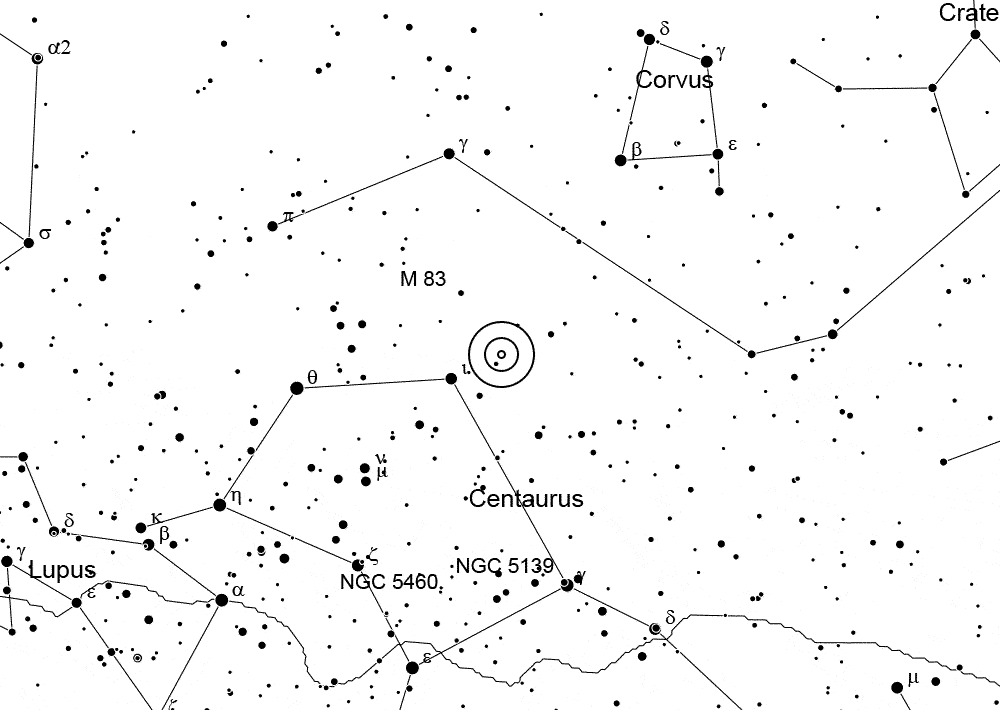 Crate
α2
δ
γ
Corvus
γ
β
ε
π
σ
M 83
ι
θ
ν
μ
η
Centaurus
κ
β
δ
ζ
γ
NGC 5139
γ
Lupus
NGC 5460
ε
α
δ
ε
μ
ζ